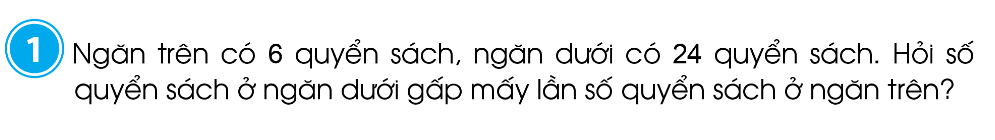 1 Ngăn trên có 6 quyển sách, ngăn dưới có 24 quyển sách. Hỏi số
quyển sách ở ngăn dưới gấp mấy lần số quyển sách ở ngăn trên?